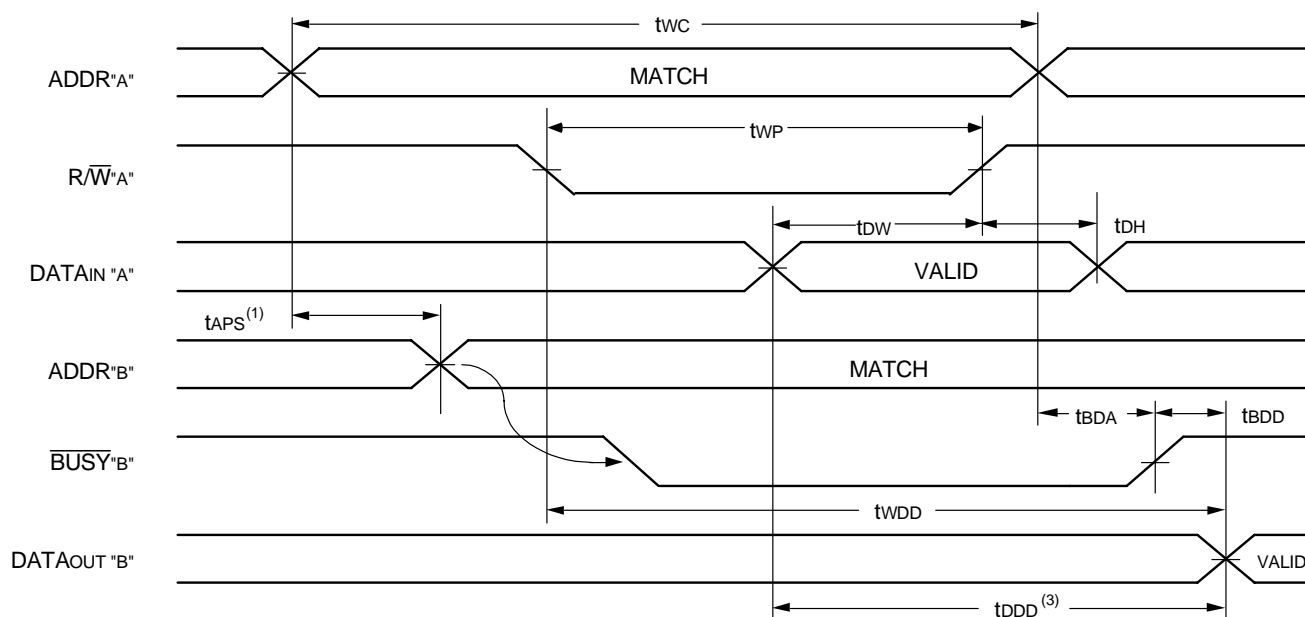 tWC
ADDR"A" MATCH
tWP
R/W̅"A"
tDW tDH
DATAIN "A" VALID
tAPS(1)
ADDR"B" MATCH
tBDA tBDD
B̅U̅S̅Y̅"B"
tWDD
DATAOUT "B" VALID
tDDD(3)